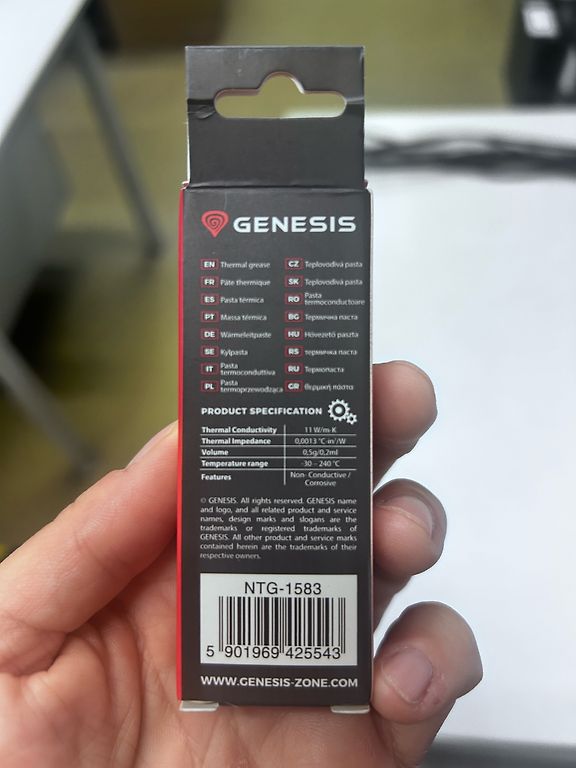 GENESIS
EN Thermal grease
FR Pâte thermique
ES Pasta térmica
PT Massa térmica
DE Wärmeleitpaste
SE Kylpasta
IT Pasta
termoconduttiva
PL Pasta
termoprzewodząca
CZ Teplovodivá pasta
SK Teplovodivá pasta
RO Pasta
termoconductoare
BG Термична паста
HU Hővezető paszta
RS термичка паста
RU Термопаста
GR Θερμική πάστα
PRODUCT SPECIFICATION
Thermal Conductivity 11 W/m·K
Thermal Impedance 0,0013 °C·in²/W
Volume 0,5g/0,2ml
Temperature range -30 – 240 °C
Features Non- Conductive /
Corrosive
© GENESIS. All rights reserved. GENESIS name
and logo, and all related product and service
names, design marks and slogans are the
trademarks or registered trademarks of
GENESIS. All other product and service marks
contained herein are the trademarks of their
respective owners.
NTG-1583
5 901969 425543
WWW.GENESIS-ZONE.COM